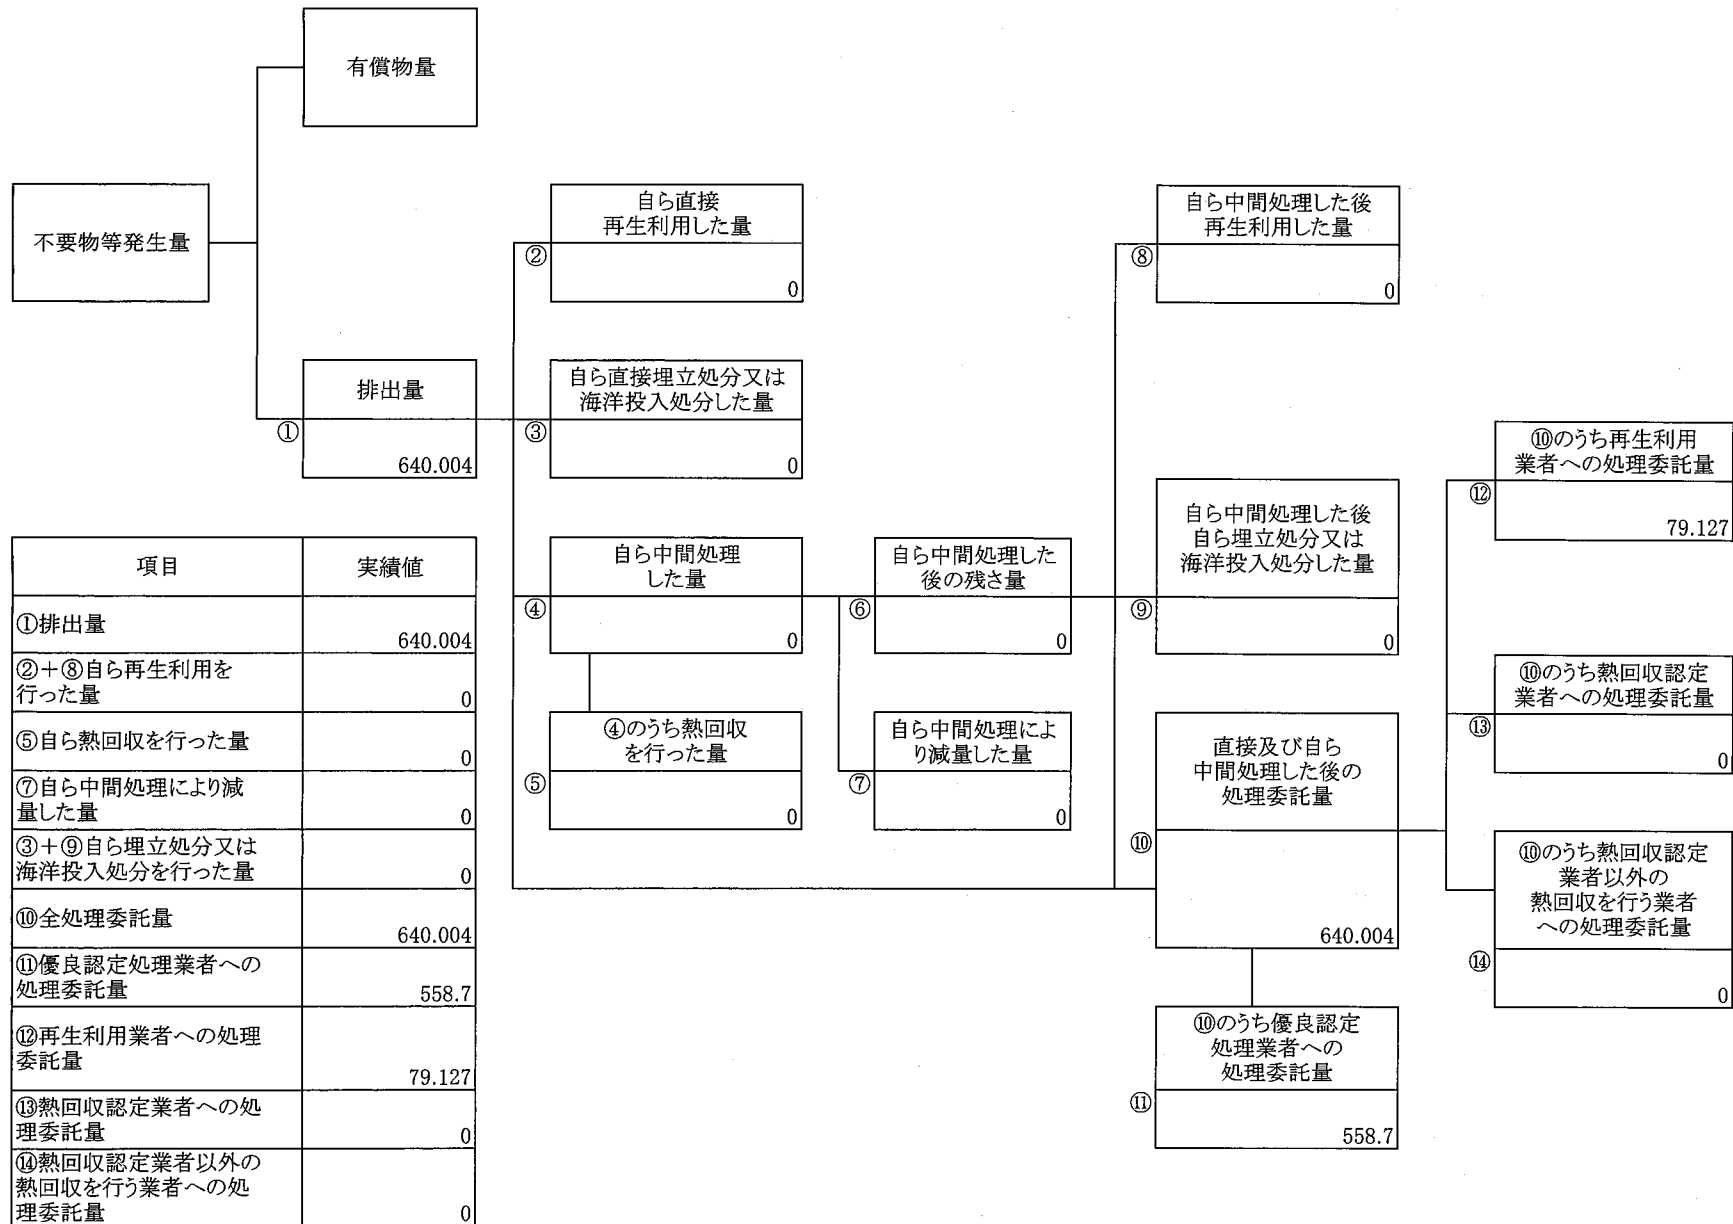 有償物量
不要物等発生量
排出量
①
640.004
自ら直接
再生利用した量
②
0
自ら直接埋立処分又は
海洋投入処分した量
③
0
自ら中間処理
した量
④
0
④のうち熱回収
を行った量
⑤
0
自ら中間処理した
後の残さ量
⑥
0
自ら中間処理によ
り減量した量
⑦
0
自ら中間処理した後
再生利用した量
⑧
0
自ら中間処理した後
自ら埋立処分又は
海洋投入処分した量
⑨
0
直接及び自ら
中間処理した後の
処理委託量
⑩
640.004
⑩のうち優良認定
処理業者への
処理委託量
⑪
558.7
⑩のうち再生利用
業者への処理委託量
⑫
79.127
⑩のうち熱回収認定
業者への処理委託量
⑬
0
⑩のうち熱回収認定
業者以外の
熱回収を行う業者
への処理委託量
⑭
0
項目 実績値
①排出量 640.004
②＋⑧自ら再生利用を
行った量 0
⑤自ら熱回収を行った量 0
⑦自ら中間処理により減
量した量 0
③＋⑨自ら埋立処分又は
海洋投入処分を行った量 0
⑩全処理委託量 640.004
⑪優良認定処理業者への
処理委託量 558.7
⑫再生利用業者への処理
委託量 79.127
⑬熱回収認定業者への処
理委託量 0
⑭熱回収認定業者以外の
熱回収を行う業者への処
理委託量 0